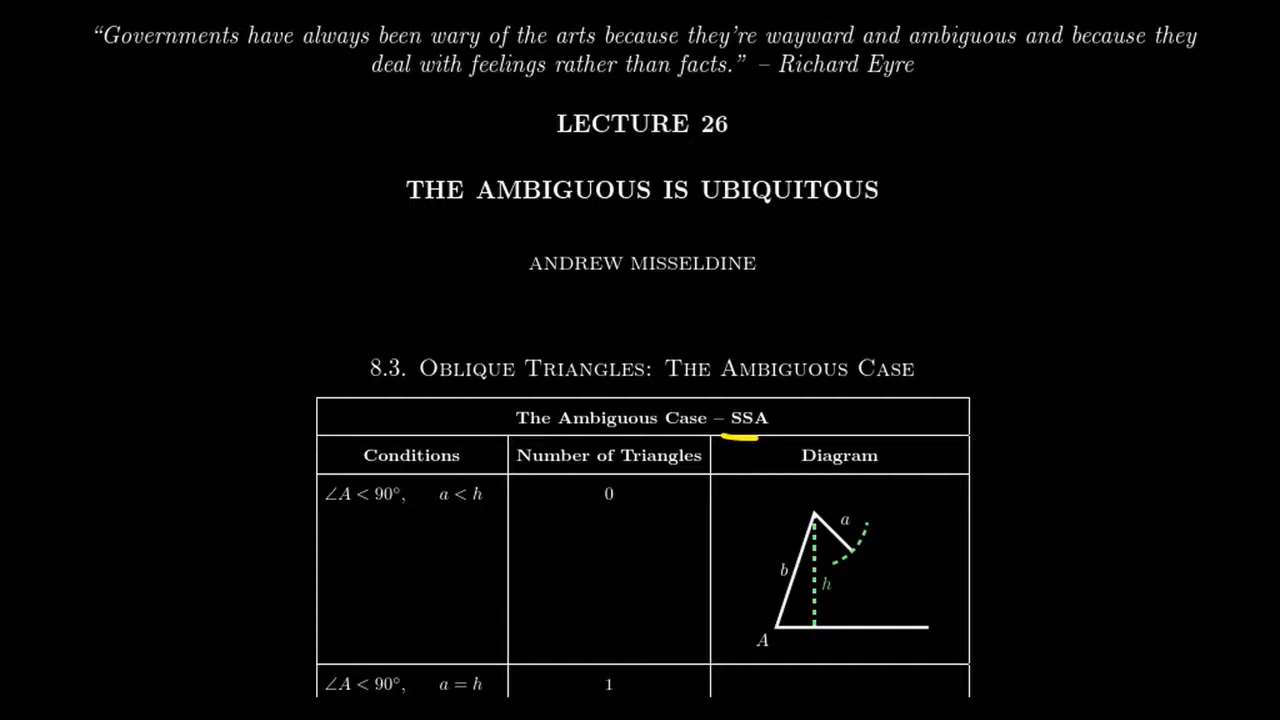 “Governments have always been wary of the arts because they're wayward and ambiguous and because they
deal with feelings rather than facts.” – Richard Eyre
LECTURE 26
THE AMBIGUOUS IS UBIQUITOUS
ANDREW MISSELDINE
8.3. Oblique Triangles: The Ambiguous Case
The Ambiguous Case – SSA
Conditions Number of Triangles Diagram
∠A < 90°, a < h 0
a
b
h
A
∠A < 90°, a = h 1